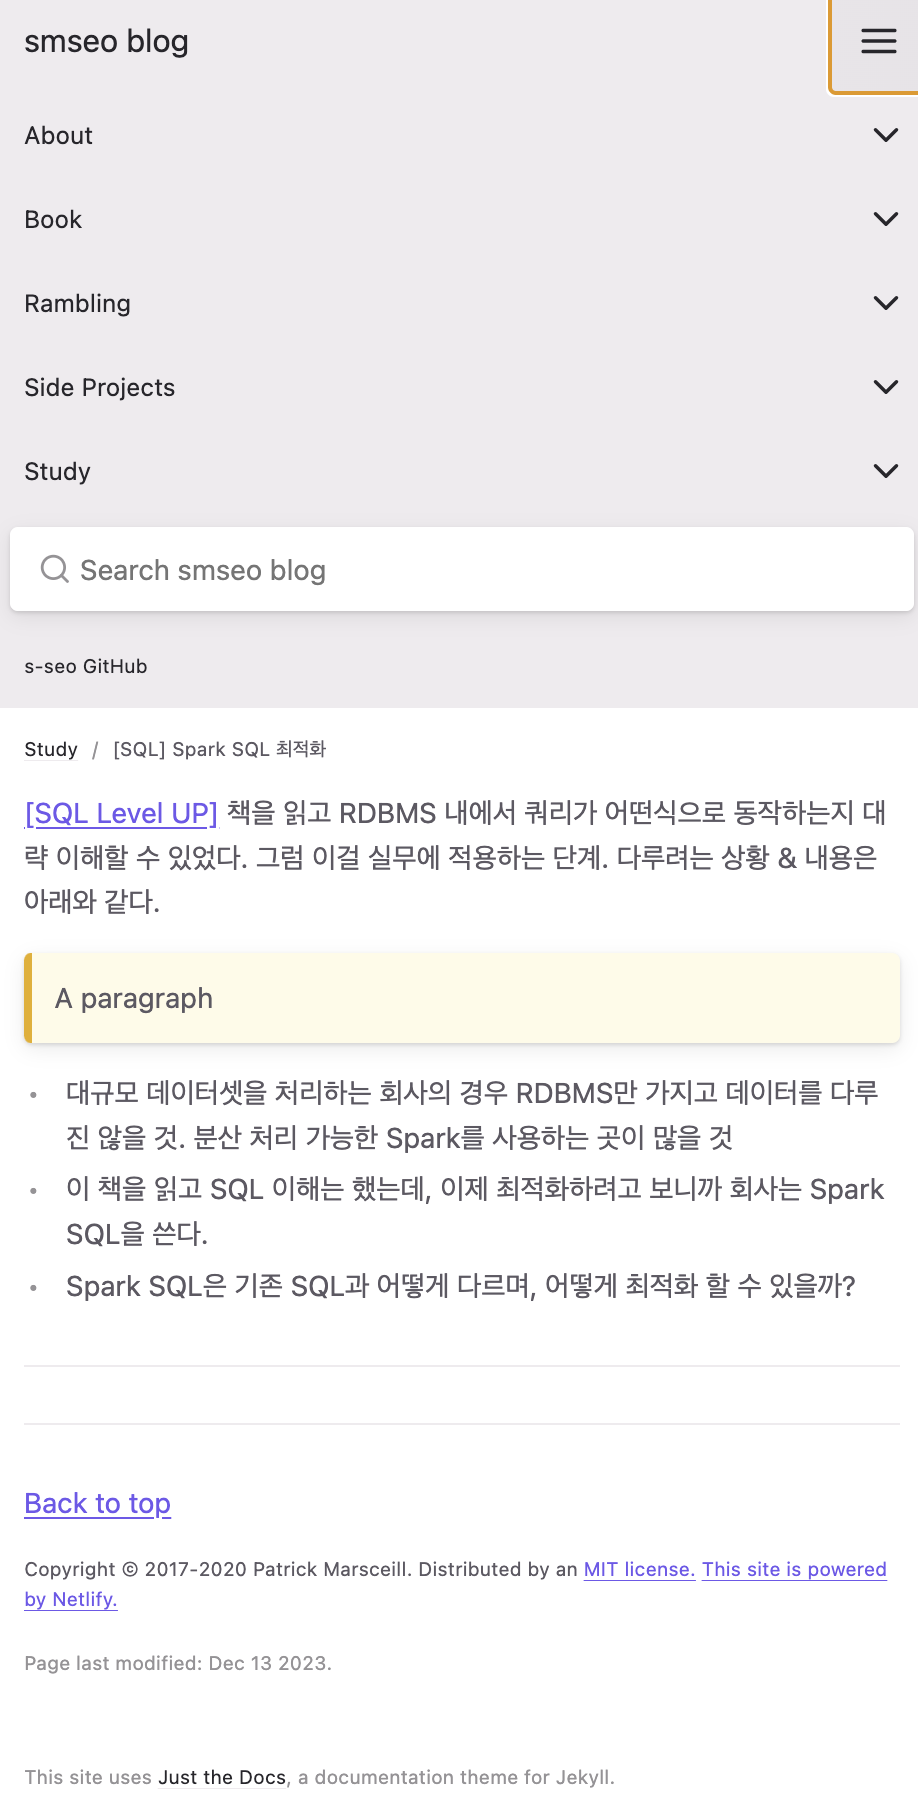 smseo blog
About
Book
Rambling
Side Projects
Study
Search smseo blog
s-seo GitHub
Study / [SQL] Spark SQL 최적화
[SQL Level UP] 책을 읽고 RDBMS 내에서 쿼리가 어떤식으로 동작하는지 대
략 이해할 수 있었다. 그럼 이걸 실무에 적용하는 단계. 다루려는 상황 & 내용은
아래와 같다.
A paragraph
• 대규모 데이터셋을 처리하는 회사의 경우 RDBMS만 가지고 데이터를 다루
진 않을 것. 분산 처리 가능한 Spark를 사용하는 곳이 많을 것
• 이 책을 읽고 SQL 이해는 했는데, 이제 최적화하려고 보니까 회사는 Spark
SQL을 쓴다.
• Spark SQL은 기존 SQL과 어떻게 다르며, 어떻게 최적화 할 수 있을까?
Back to top
Copyright © 2017-2020 Patrick Marsceill. Distributed by an MIT license. This site is powered
by Netlify.
Page last modified: Dec 13 2023.
This site uses Just the Docs, a documentation theme for Jekyll.